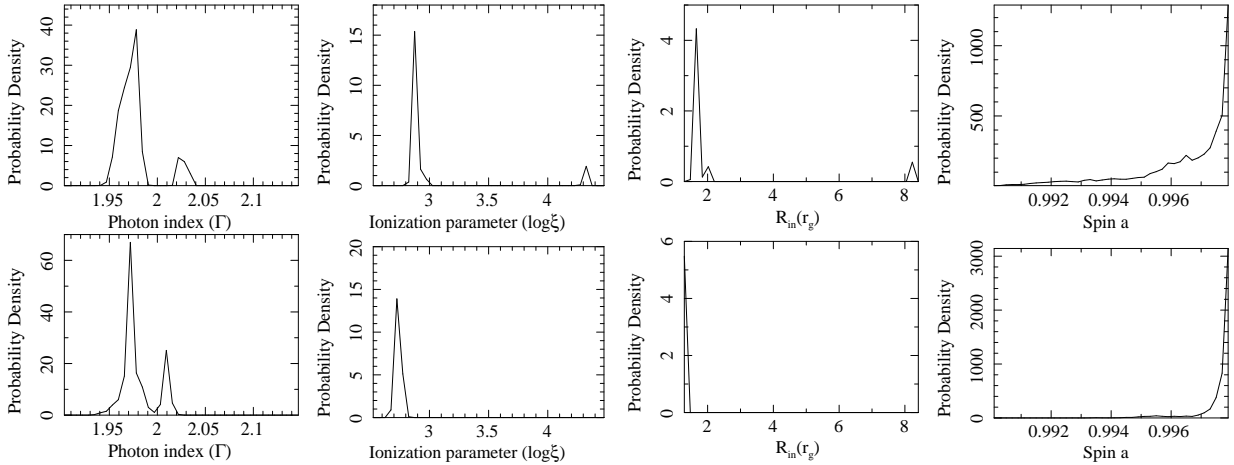 Probability Density
0 10 20 30 40
1.95 2 2.05 2.1
Photon index (Γ)
Probability Density
0 5 10 15
3 3.5 4
Ionization parameter (logξ)
Probability Density
0 2 4
2 4 6 8
R_in(r_g)
Probability Density
500 1000
0.992 0.994 0.996
Spin a
Probability Density
0 20 40 60
1.95 2 2.05 2.1
Photon index (Γ)
Probability Density
0 5 10 15 20
3 3.5 4
Ionization parameter (logξ)
Probability Density
0 1 2 3 4 5 6
2 4 6 8
R_in(r_g)
Probability Density
0 1000 2000 3000
0.992 0.994 0.996
Spin a